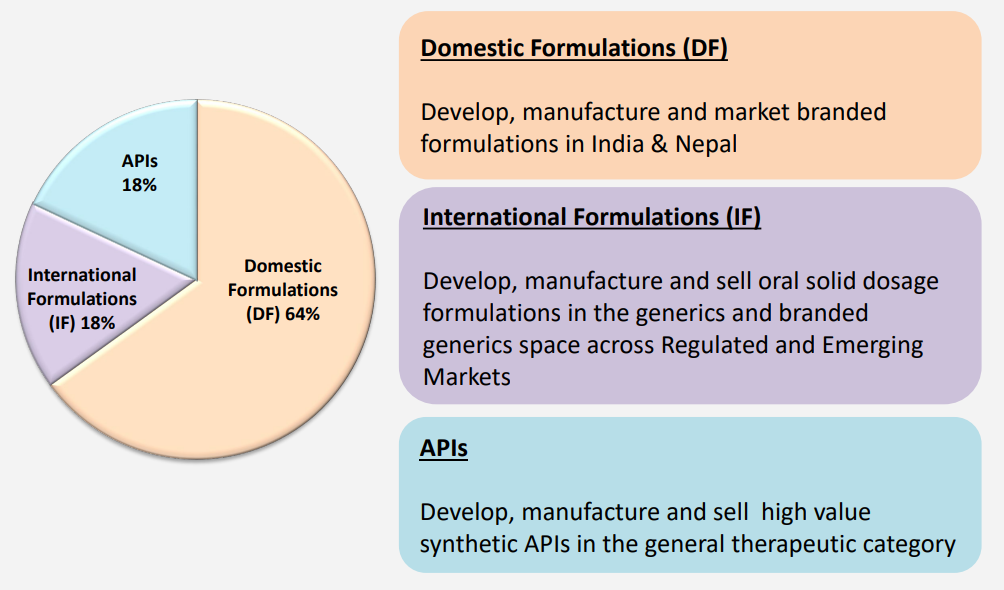 APIs
18%
International
Formulations
(IF) 18%
Domestic
Formulations
(DF) 64%
Domestic Formulations (DF)
Develop, manufacture and market branded
formulations in India & Nepal
International Formulations (IF)
Develop, manufacture and sell oral solid dosage
formulations in the generics and branded
generics space across Regulated and Emerging
Markets
APIs
Develop, manufacture and sell  high value
synthetic APIs in the general therapeutic category